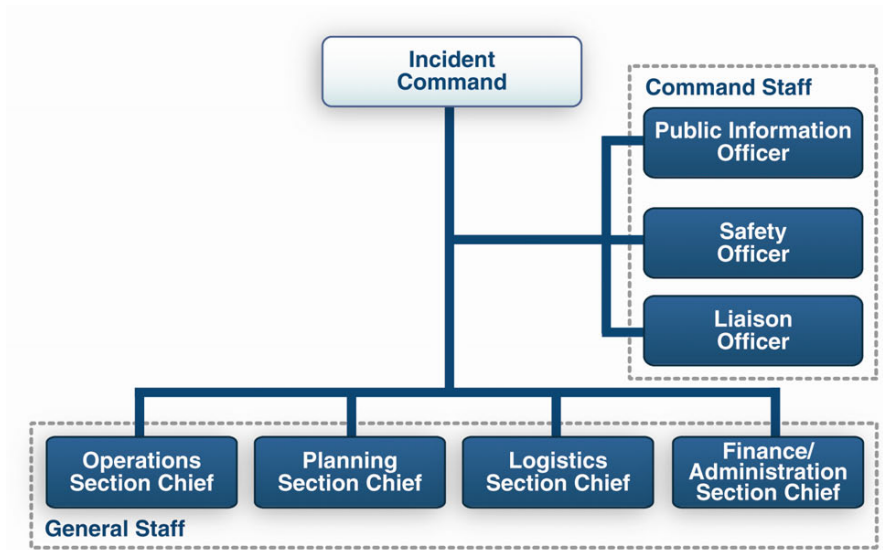 Incident
Command
Command Staff
Public Information
Officer
Safety
Officer
Liaison
Officer
Operations
Section Chief
Planning
Section Chief
Logistics
Section Chief
Finance/
Administration
Section Chief
General Staff